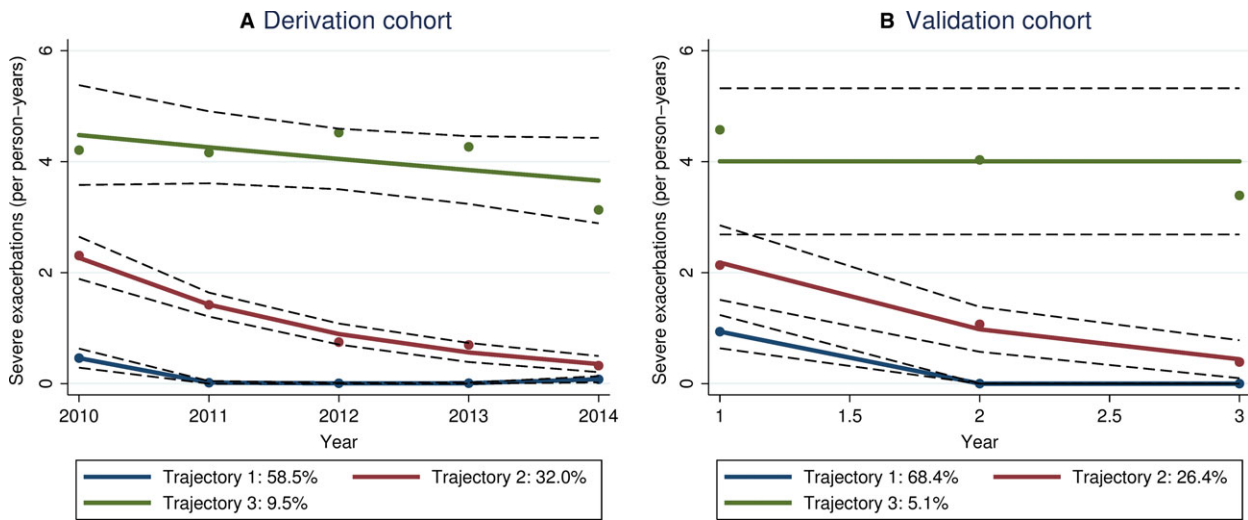 A Derivation cohort
Severe exacerbations (per person−years)
6
4
2
0
2010 2011 2012 2013 2014
Year
Trajectory 1: 58.5% Trajectory 2: 32.0%
Trajectory 3: 9.5%
B Validation cohort
Severe exacerbations (per person−years)
6
4
2
0
1 1.5 2 2.5 3
Year
Trajectory 1: 68.4% Trajectory 2: 26.4%
Trajectory 3: 5.1%